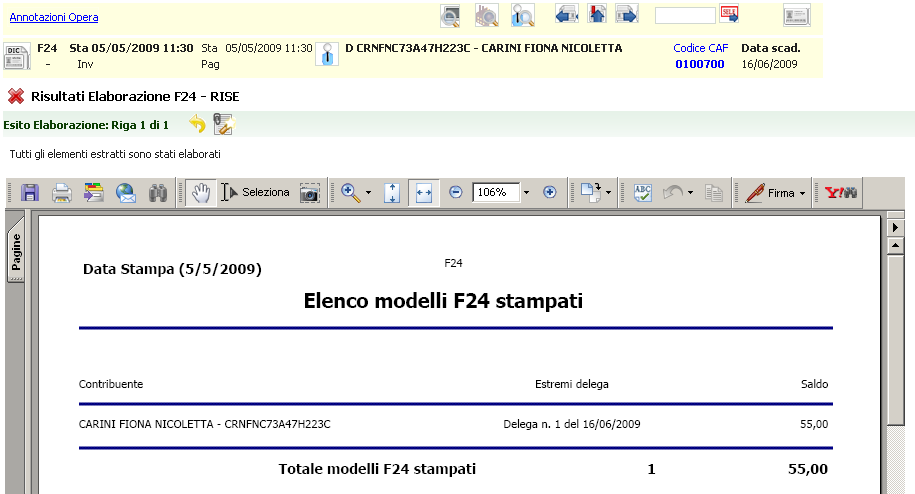 Annotazioni Opera
SELE
DIC F24 Sta 05/05/2009 11:30 Sta 05/05/2009 11:30 D CRNFNC73A47H223C - CARINI FIONA NICOLETTA Codice CAF Data scad.
- Inv Pag 0100700 16/06/2009
Risultati Elaborazione F24 - RISE
Esito Elaborazione: Riga 1 di 1
Tutti gli elementi estratti sono stati elaborati
Seleziona 106% ABC Firma Y!
Pagine
Data Stampa (5/5/2009) F24
Elenco modelli F24 stampati
Contribuente Estremi delega Saldo
CARINI FIONA NICOLETTA - CRNFNC73A47H223C Delega n. 1 del 16/06/2009 55,00
Totale modelli F24 stampati 1 55,00